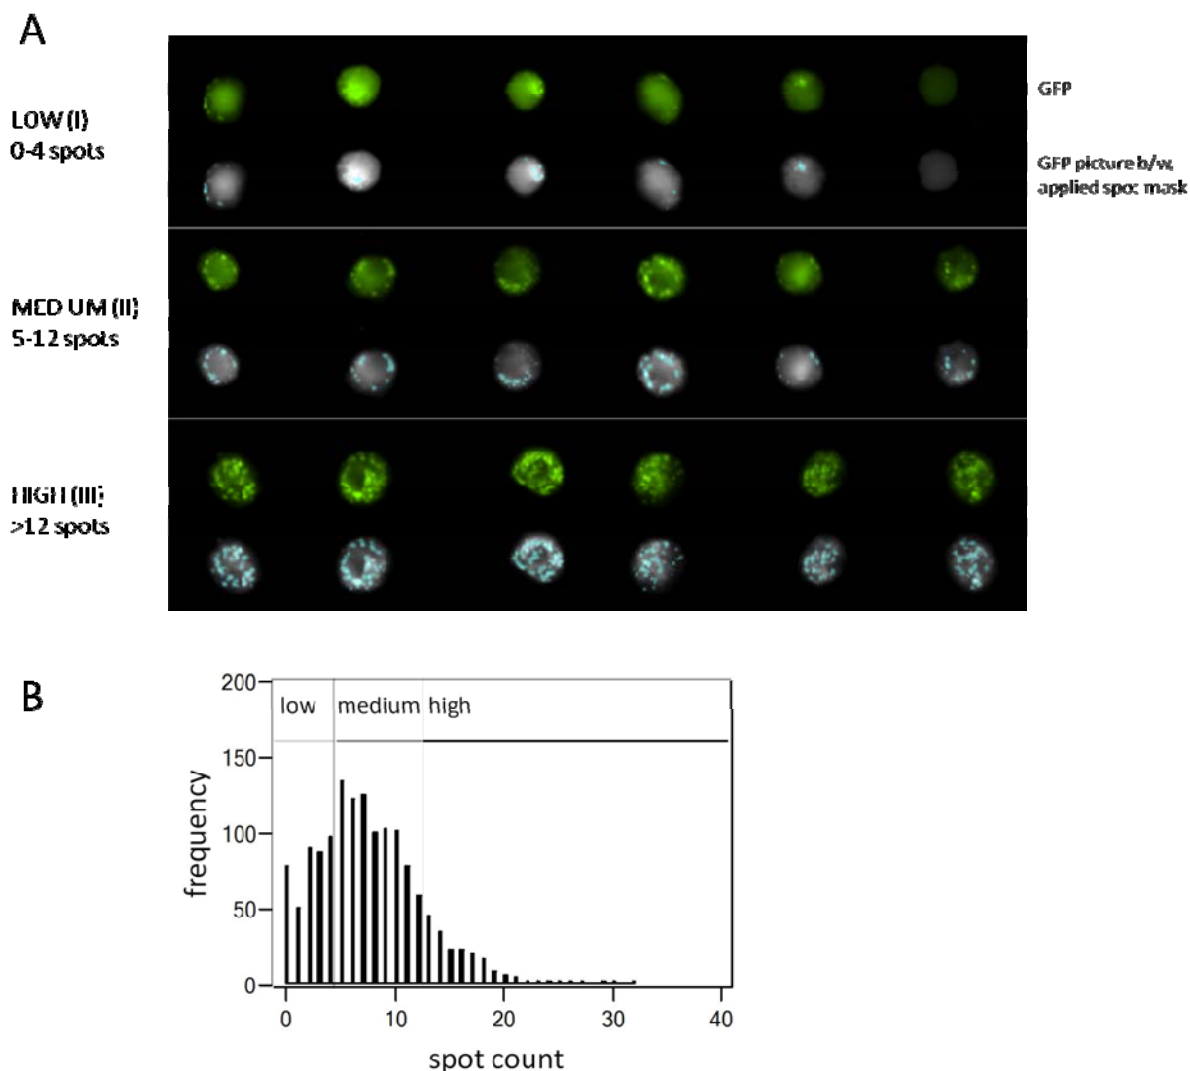 A
LOW (I)
0-4 spots
GFP
GFP picture b/w,
applied spot mask
MEDIUM (II)
5-12 spots
HIGH (III)
>12 spots
B
200
150
100
50
0
low medium high
frequency
0 10 20 30 40
spot count